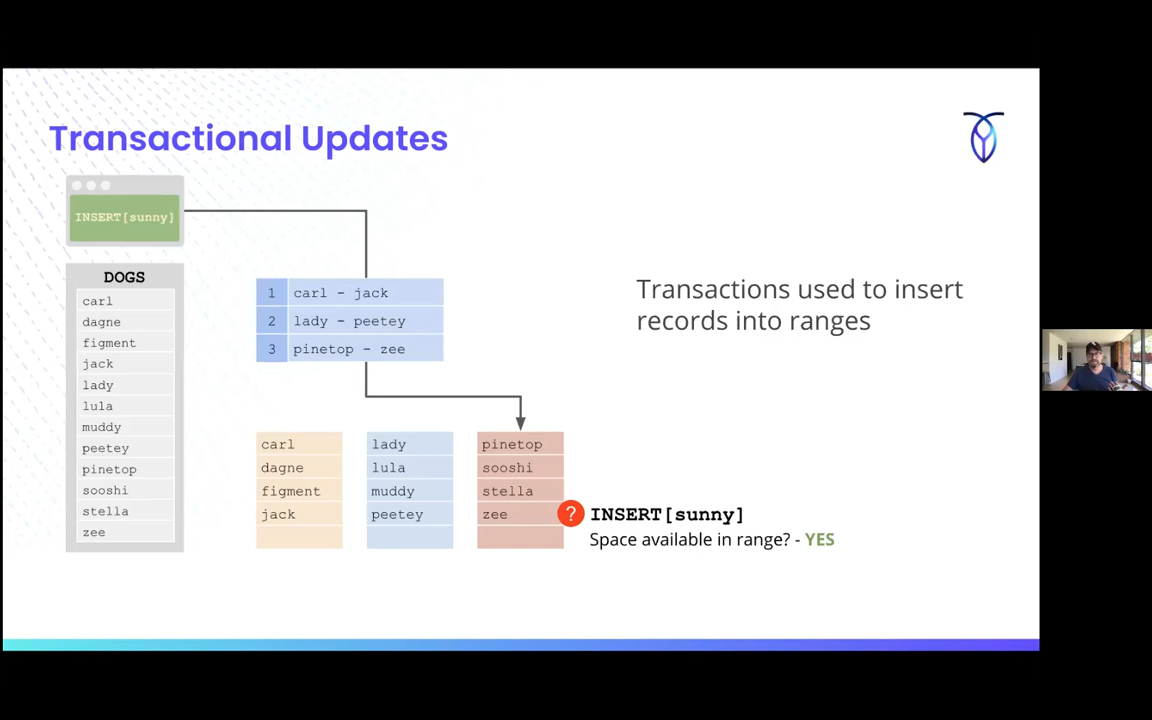 Transactional Updates
INSERT[sunny]
DOGS
carl
dagne
figment
jack
lady
lula
muddy
peetey
pinetop
sooshi
stella
zee
1 carl - jack
2 lady - peetey
3 pinetop - zee
carl
dagne
figment
jack
lady
lula
muddy
peetey
pinetop
sooshi
stella
zee
? INSERT[sunny]
Space available in range? - YES
Transactions used to insert
records into ranges